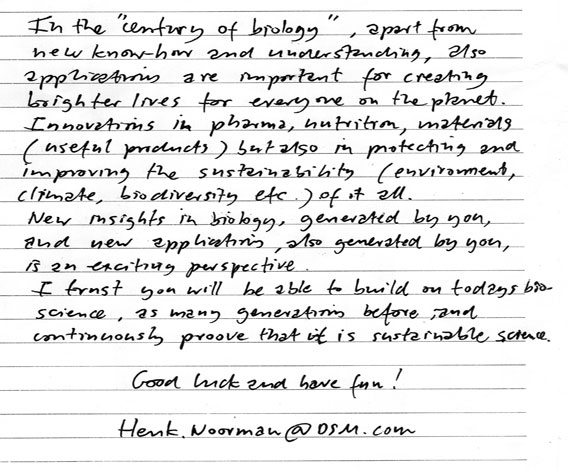 In the "century of biology", apart from
new know-how and understanding, also
applications are important for creating
brighter lives for everyone on the planet.
Innovations in pharma, nutrition, materials
(useful products) but also in protecting and
improving the sustainability (environment,
climate, biodiversity etc.) of it all.
New insights in biology, generated by you,
and new application, also generated by you,
is an exciting perspective.
I trust you will be able to build on todays bio-
science, as many generations before, and
continuously proove that it is sustainable science.
Good luck and have fun!
Henk.Noorman@DSM.com